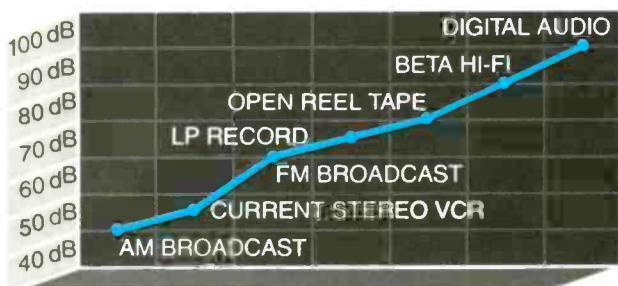 100 dB
90 dB
80 dB
70 dB
60 dB
50 dB
40 dB
DIGITAL AUDIO
BETA HI-FI
OPEN REEL TAPE
LP RECORD
FM BROADCAST
CURRENT STEREO VCR
AM BROADCAST